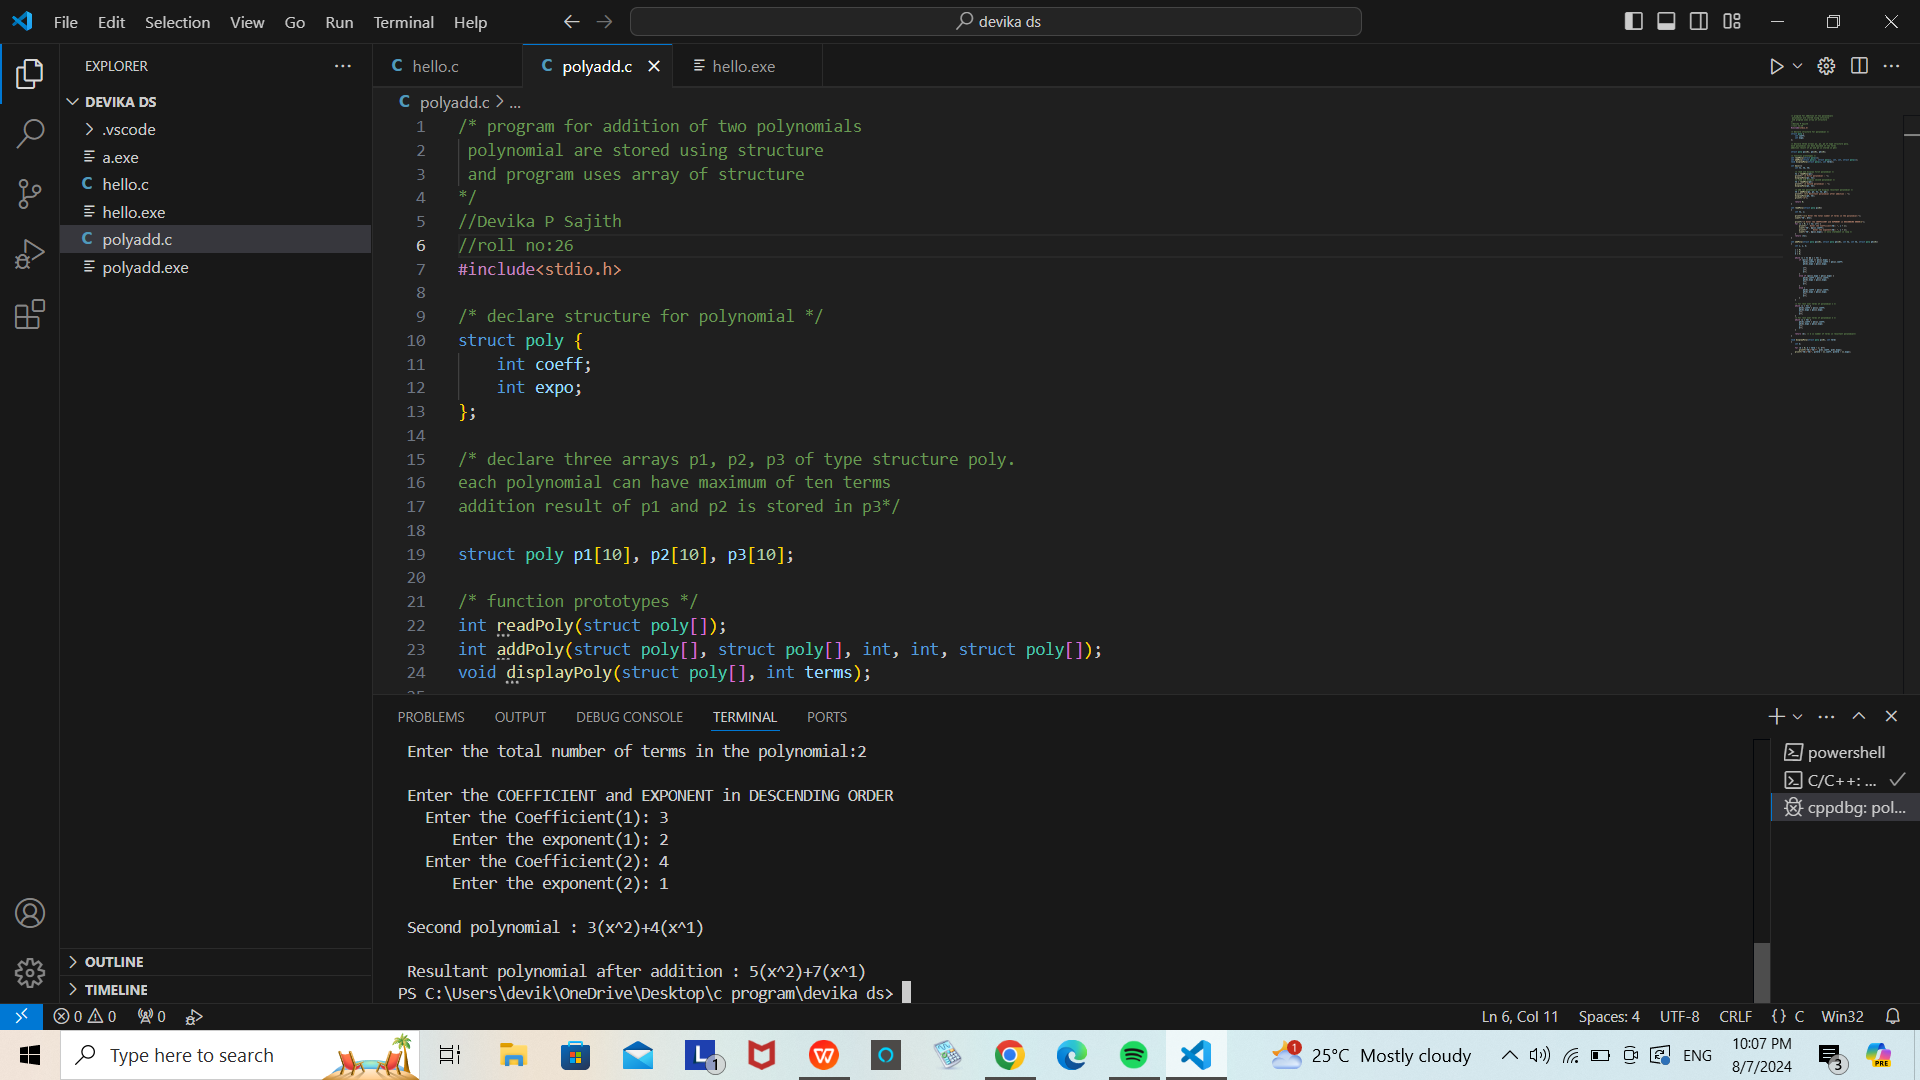 File Edit Selection View Go Run Terminal Help
devika ds
EXPLORER
DEVIKA DS
.vscode
a.exe
hello.c
hello.exe
polyadd.c
polyadd.exe
OUTLINE
TIMELINE
C hello.c
C polyadd.c
hello.exe
C polyadd.c > ...
1 /* program for addition of two polynomials
2 polynomial are stored using structure
3 and program uses array of structure
4 */
5 //Devika P Sajith
6 //roll no:26
7 #include<stdio.h>
8
9 /* declare structure for polynomial */
10 struct poly {
11 int coeff;
12 int expo;
13 };
14
15 /* declare three arrays p1, p2, p3 of type structure poly.
16 each polynomial can have maximum of ten terms
17 addition result of p1 and p2 is stored in p3*/
18
19 struct poly p1[10], p2[10], p3[10];
20
21 /* function prototypes */
22 int readPoly(struct poly[]);
23 int addPoly(struct poly[], struct poly[], int, int, struct poly[]);
24 void displayPoly(struct poly[], int terms);
PROBLEMS OUTPUT DEBUG CONSOLE TERMINAL PORTS
Enter the total number of terms in the polynomial:2
Enter the COEFFICIENT and EXPONENT in DESCENDING ORDER
Enter the Coefficient(1): 3
Enter the exponent(1): 2
Enter the Coefficient(2): 4
Enter the exponent(2): 1
Second polynomial : 3(x^2)+4(x^1)
Resultant polynomial after addition : 5(x^2)+7(x^1)
PS C:\Users\devik\OneDrive\Desktop\c program\devika ds>
powershell
C/C++: ...
cppdbg: pol...
0 0 0
Ln 6, Col 11 Spaces: 4 UTF-8 CRLF {} C Win32
Type here to search
25°C Mostly cloudy
ENG
10:07 PM
8/7/2024